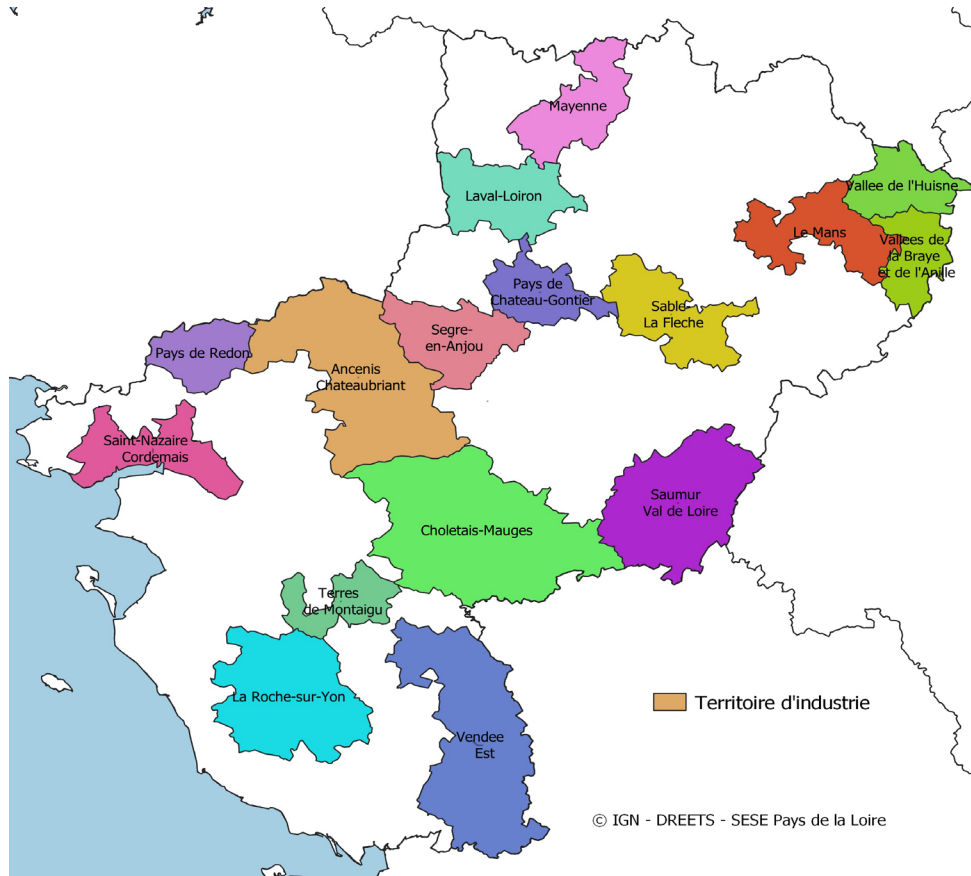 Mayenne
Vallee de l'Huisne
Laval-Loiron
Le Mans
Vallees de
la Braye
et de l'Anille
Pays de
Chateau-Gontier
Sable-
La Fleche
Segre-
en-Anjou
Pays de Redon
Ancenis
Chateaubriant
Saint-Nazaire
Cordemais
Saumur
Val de Loire
Choletais-Mauges
Terres
de Montaigu
La Roche-sur-Yon
Territoire d'industrie
Vendee
Est
© IGN - DREETS - SESE Pays de la Loire